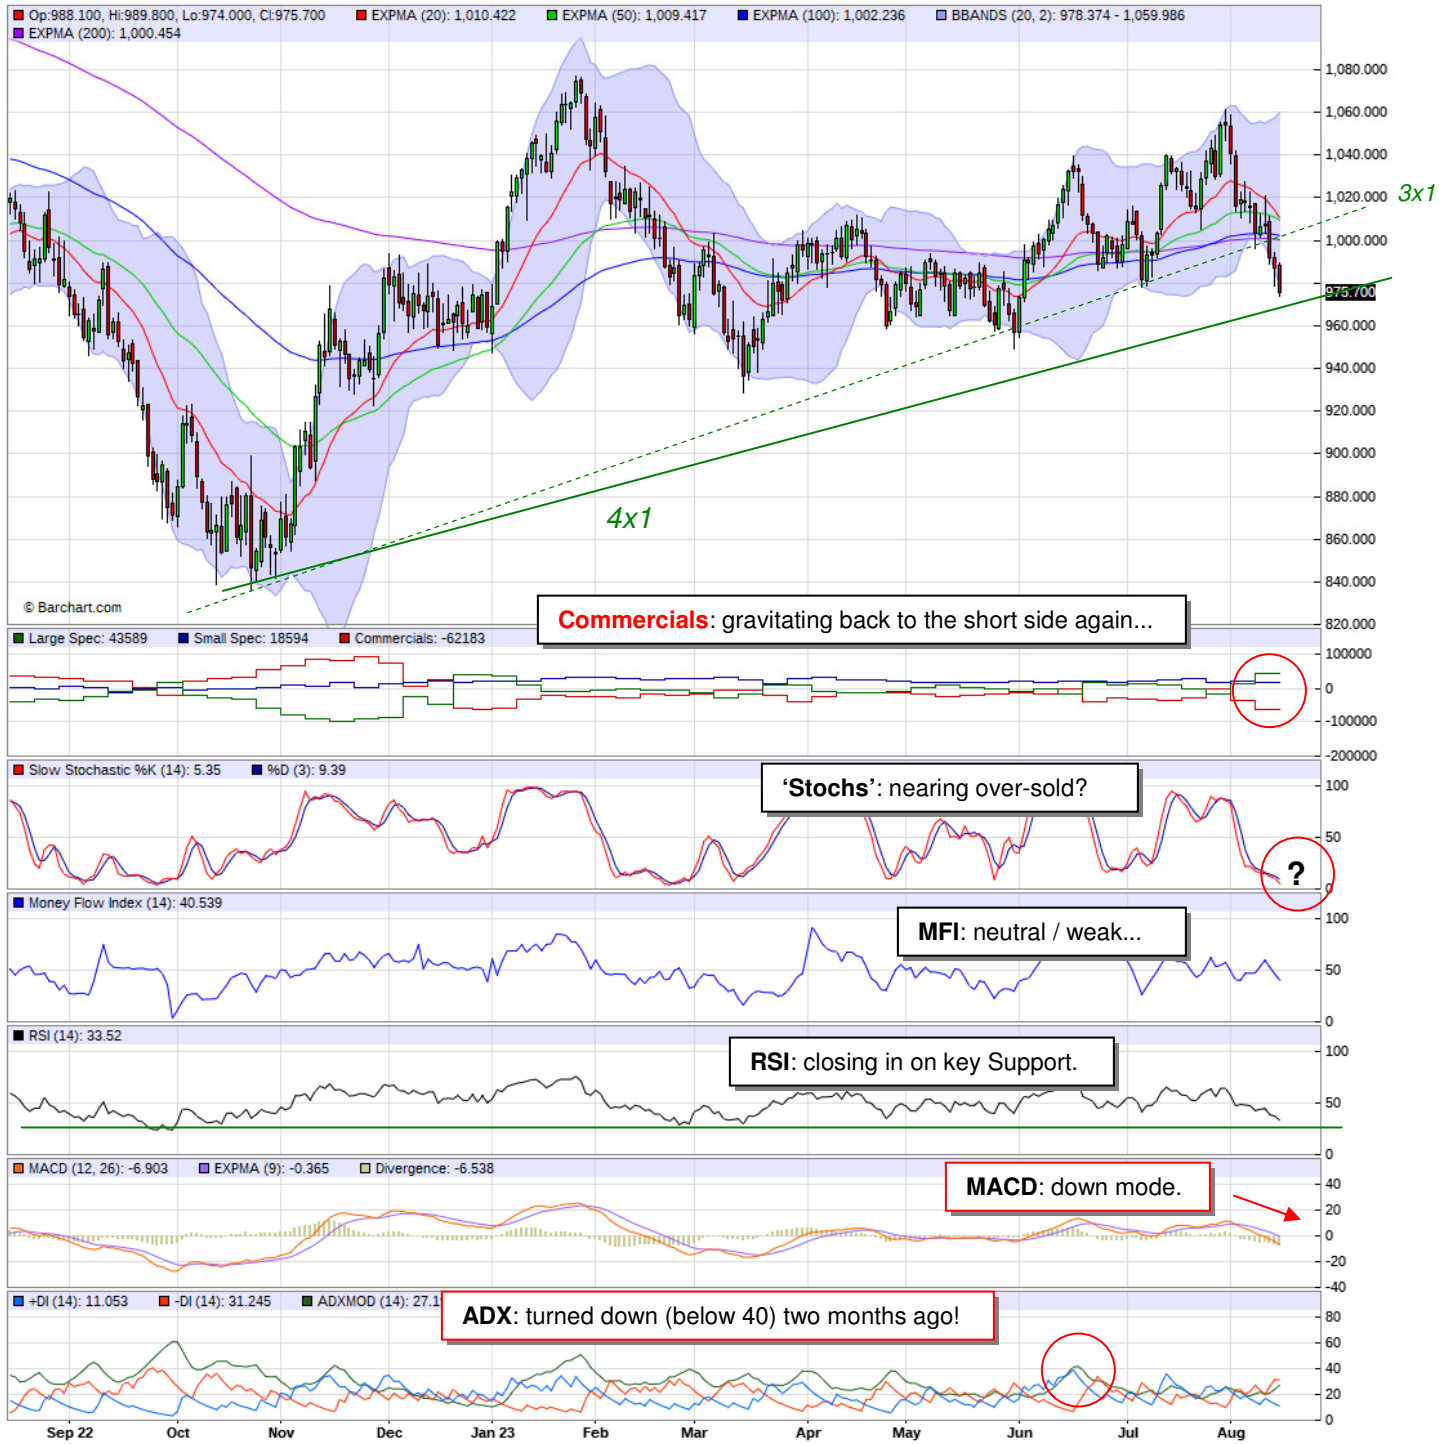 Op:988.100, Hi:989.800, Lo:974.000, Cl:975.700 EXPMA (20): 1,010.422 EXPMA (50): 1,009.417 EXPMA (100): 1,002.236 BBANDS (20, 2): 978.374 - 1,059.986
EXPMA (200): 1,000.454
1,080.000
1,060.000
1,040.000
1,020.000
3x1
1,000.000
975.700
960.000
940.000
920.000
900.000
880.000
4x1
860.000
840.000
© Barchart.com
820.000
Commercials: gravitating back to the short side again...
Large Spec: 43589 Small Spec: 18594 Commercials: -62183
100000
0
-100000
-200000
Slow Stochastic %K (14): 5.35 %D (3): 9.39
'Stochs': nearing over-sold?
100
50
?
0
Money Flow Index (14): 40.539
100
MFI: neutral / weak...
50
0
RSI (14): 33.52
100
RSI: closing in on key Support.
50
0
MACD (12, 26): -6.903 EXPMA (9): -0.365 Divergence: -6.538
40
MACD: down mode.
20
0
-20
-40
+DI (14): 11.053 -DI (14): 31.245 ADXMOD (14): 27.1
ADX: turned down (below 40) two months ago!
80
60
40
20
0
Sep 22 Oct Nov Dec Jan 23 Feb Mar Apr May Jun Jul Aug